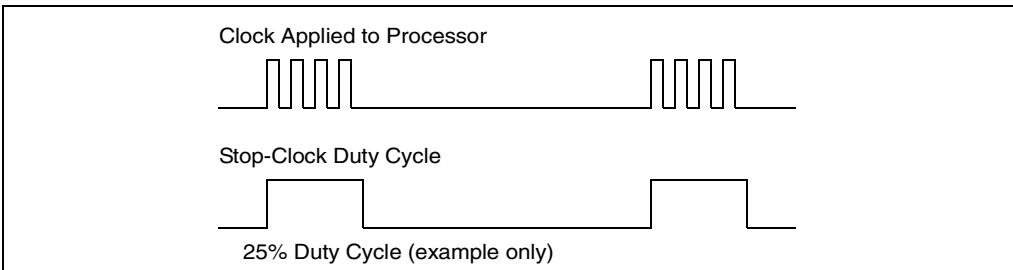 Clock Applied to Processor
Stop-Clock Duty Cycle
25% Duty Cycle (example only)